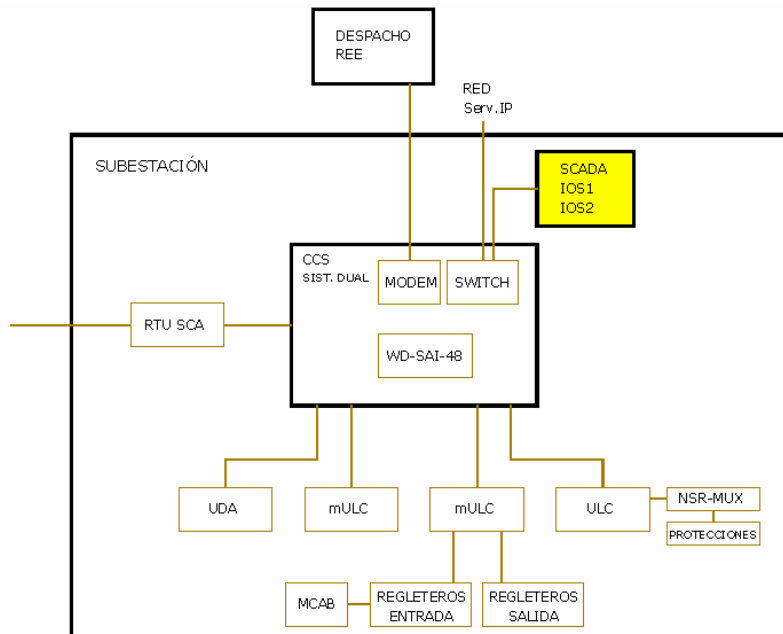 DESPACHO
REE
RED
Serv.IP
SUBESTACIÓN
SCADA
IOS1
IOS2
CCS
SIST. DUAL
MODEM
SWITCH
RTU SCA
WD-SAI-48
UDA
mULC
mULC
ULC
NSR-MUX
PROTECCIONES
MCAB
REGLETEROS
ENTRADA
REGLETEROS
SALIDA